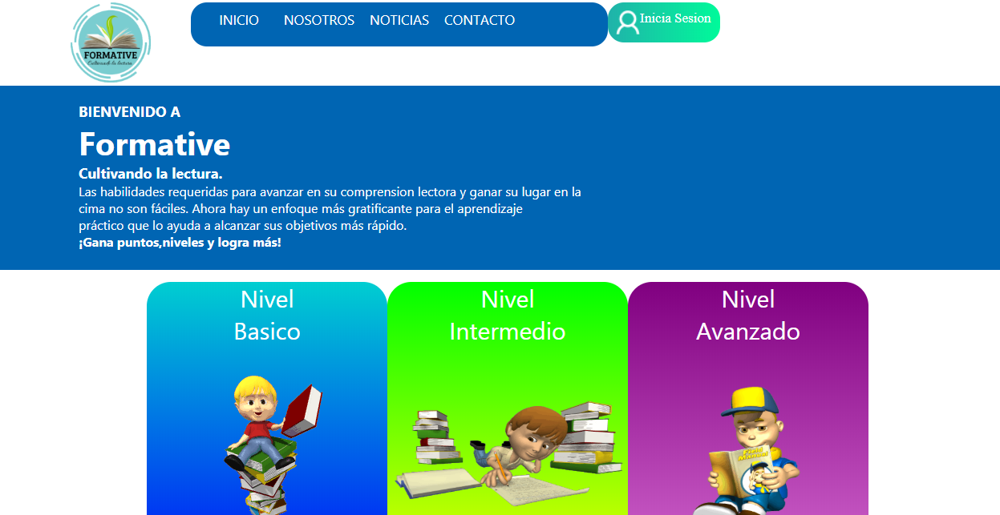 FORMATIVE
Cultivando la lectura
INICIO NOSOTROS NOTICIAS CONTACTO
Inicia Sesion
BIENVENIDO A
Formative
Cultivando la lectura.
Las habilidades requeridas para avanzar en su comprension lectora y ganar su lugar en la
cima no son fáciles. Ahora hay un enfoque más gratificante para el aprendizaje
práctico que lo ayuda a alcanzar sus objetivos más rápido.
¡Gana puntos,niveles y logra más!
Nivel
Basico
Nivel
Intermedio
Nivel
Avanzado
Field
Manual